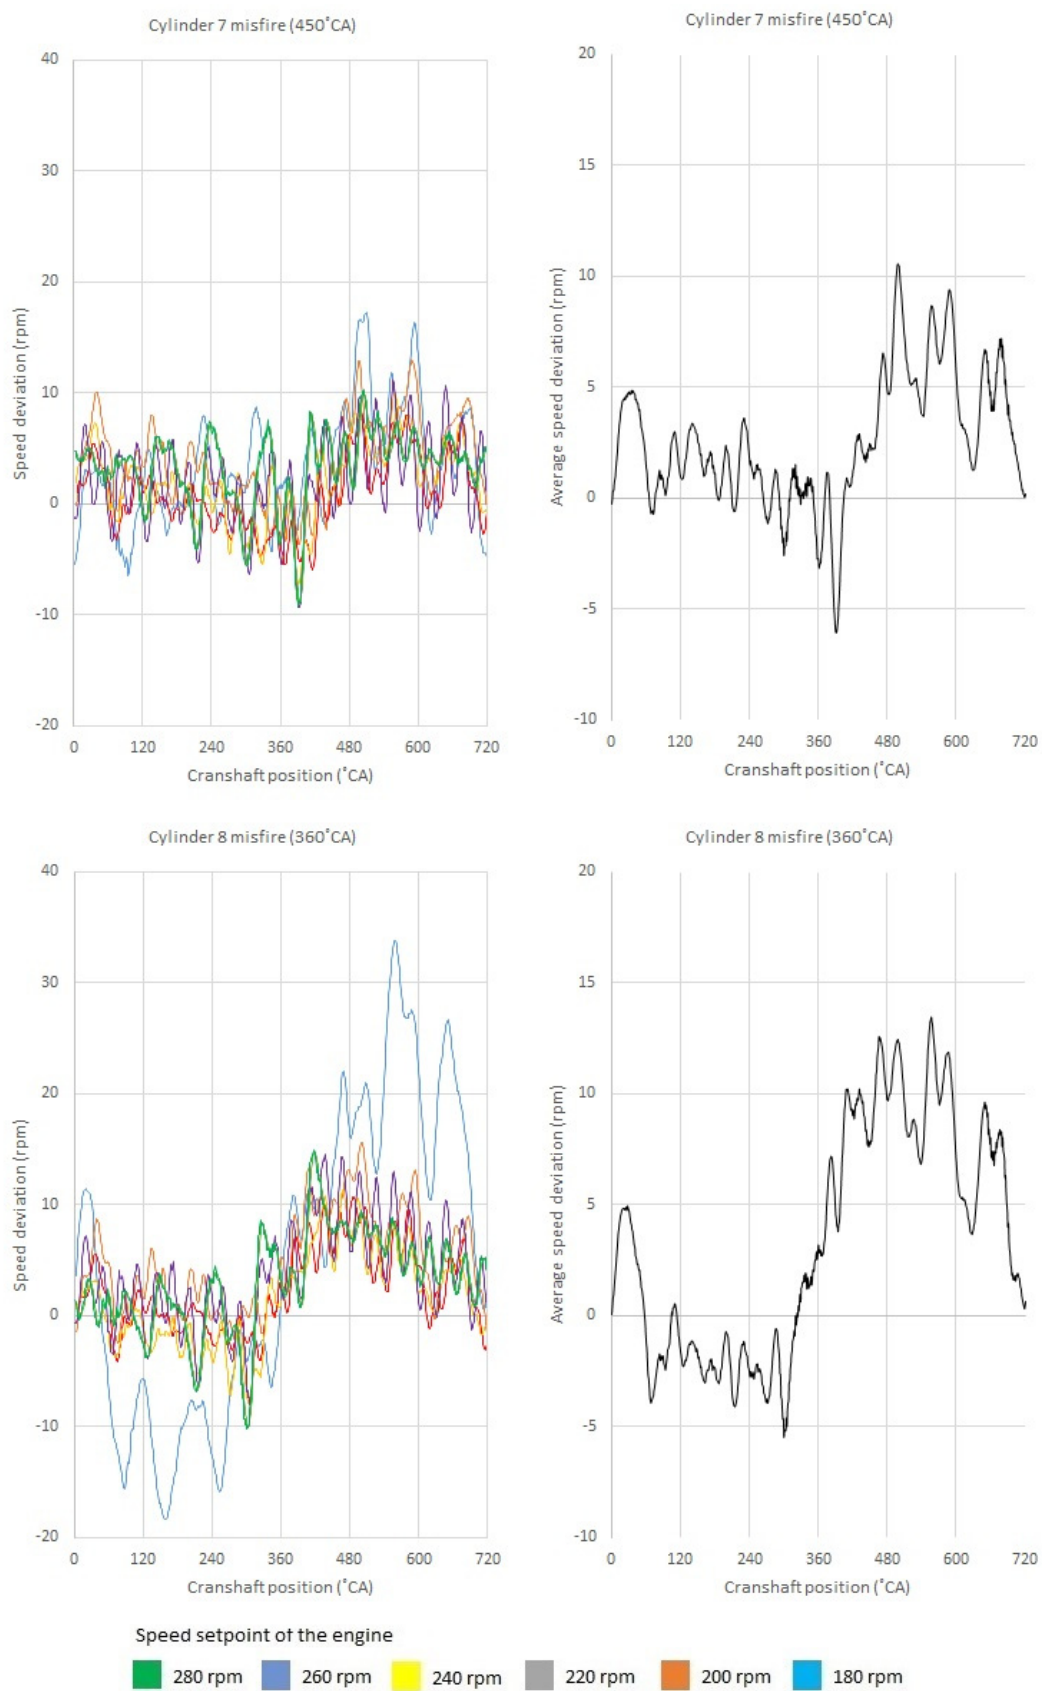 Cylinder 7 misfire (450°CA)
40
30
20
10
0
-10
-20
Speed deviation (rpm)
0 120 240 360 480 600 720
Cranshaft position (°CA)
Cylinder 7 misfire (450°CA)
20
15
10
5
0
-5
-10
Average speed deviation (rpm)
0 120 240 360 480 600 720
Cranshaft position (°CA)
Cylinder 8 misfire (360°CA)
40
30
20
10
0
-10
-20
Speed deviation (rpm)
0 120 240 360 480 600 720
Cranshaft position (°CA)
Cylinder 8 misfire (360°CA)
20
15
10
5
0
-5
-10
Average speed deviation (rpm)
0 120 240 360 480 600 720
Cranshaft position (°CA)
Speed setpoint of the engine
280 rpm 260 rpm 240 rpm 220 rpm 200 rpm 180 rpm